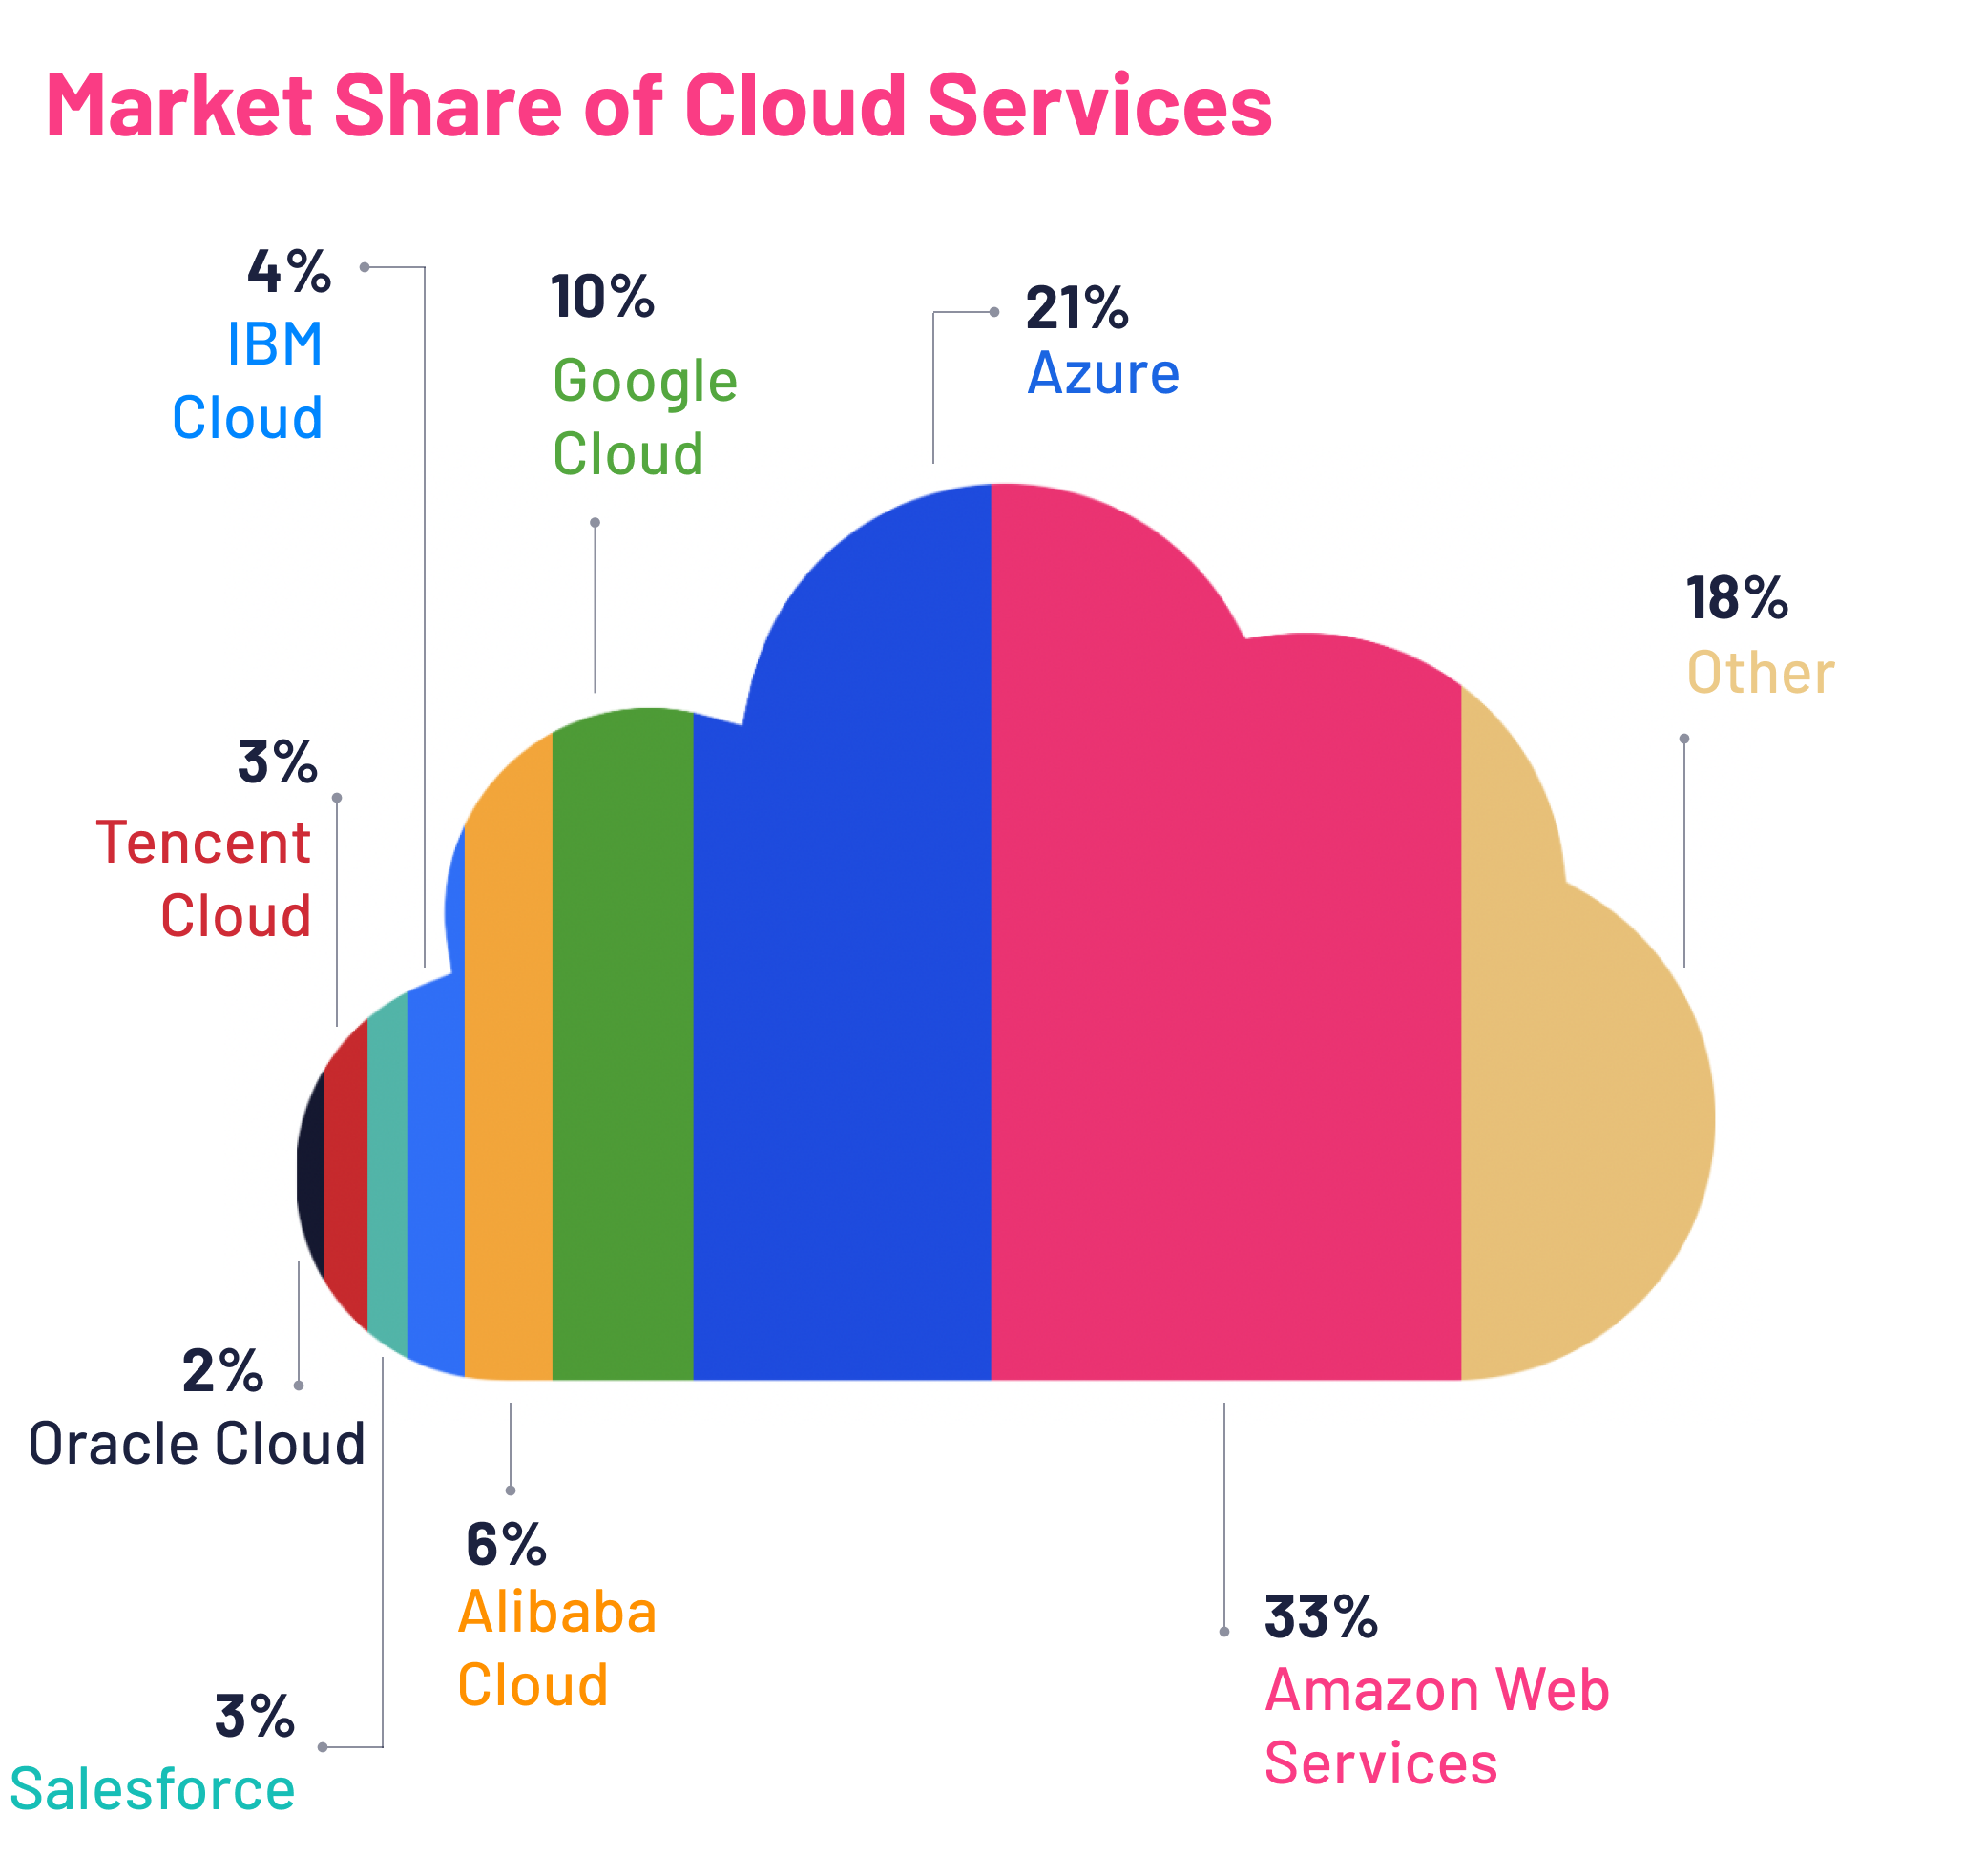 Market Share of Cloud Services
4%
IBM
Cloud
10%
Google
Cloud
21%
Azure
18%
Other
3%
Tencent
Cloud
2%
Oracle Cloud
6%
Alibaba
Cloud
33%
Amazon Web
Services
3%
Salesforce